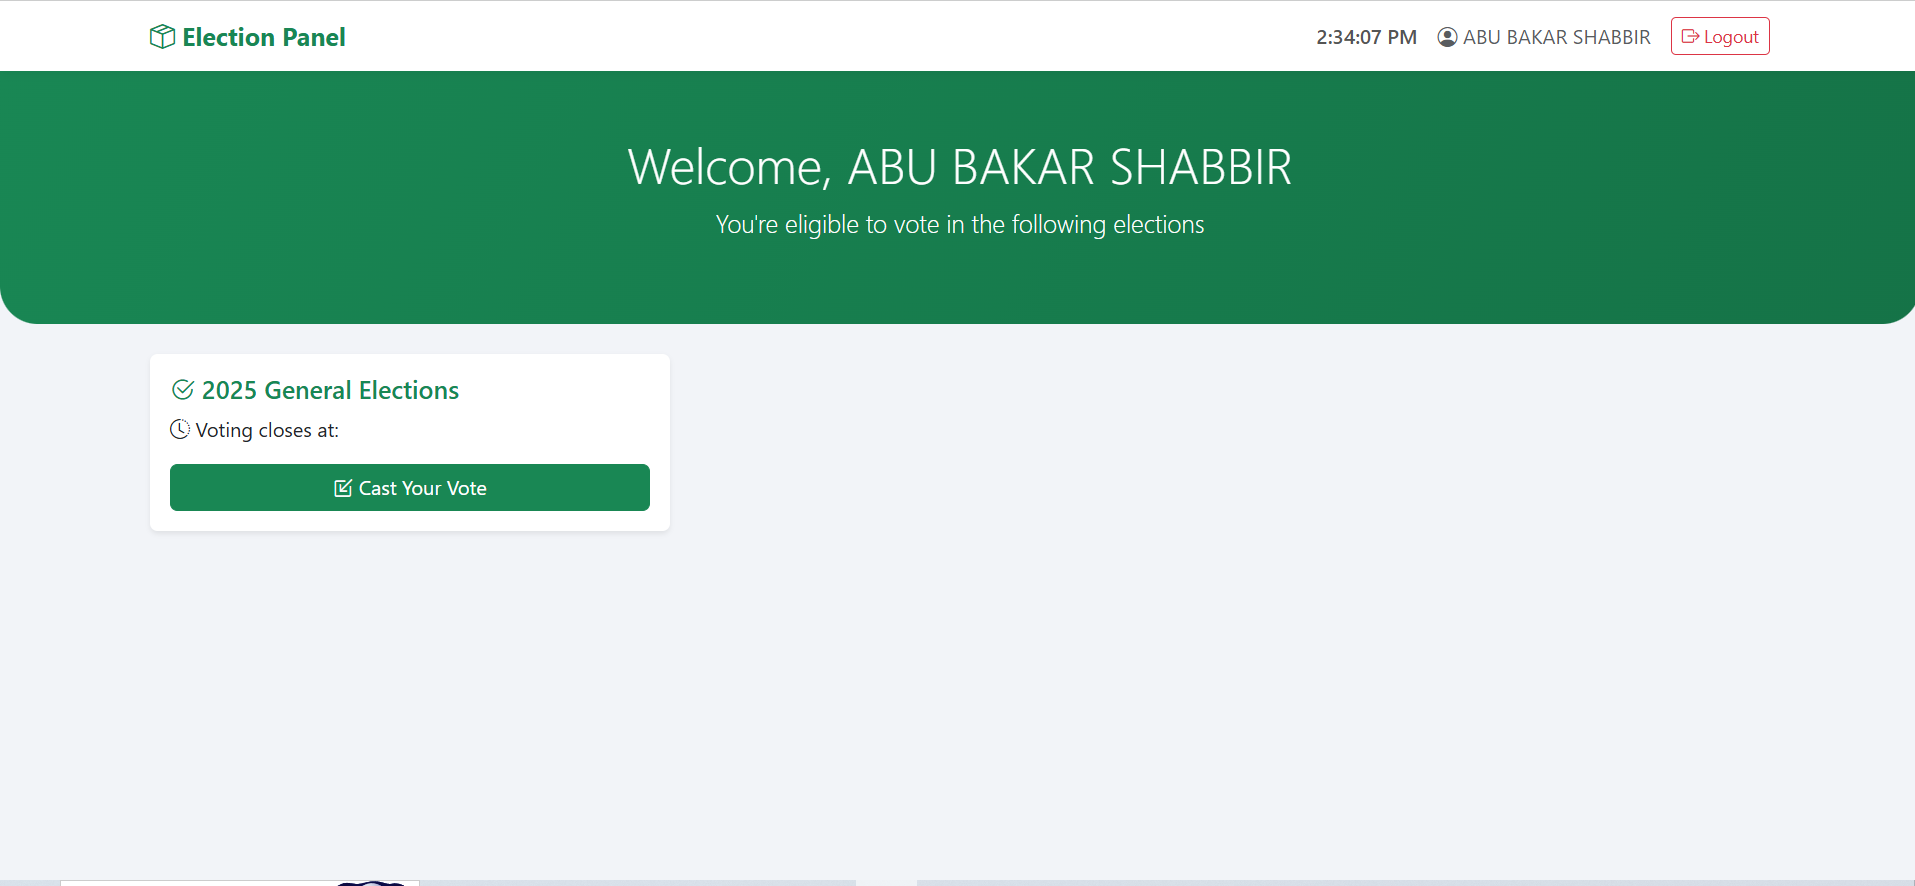 Election Panel
2:34:07 PM ABU BAKAR SHABBIR Logout
Welcome, ABU BAKAR SHABBIR
You're eligible to vote in the following elections
2025 General Elections
Voting closes at:
Cast Your Vote